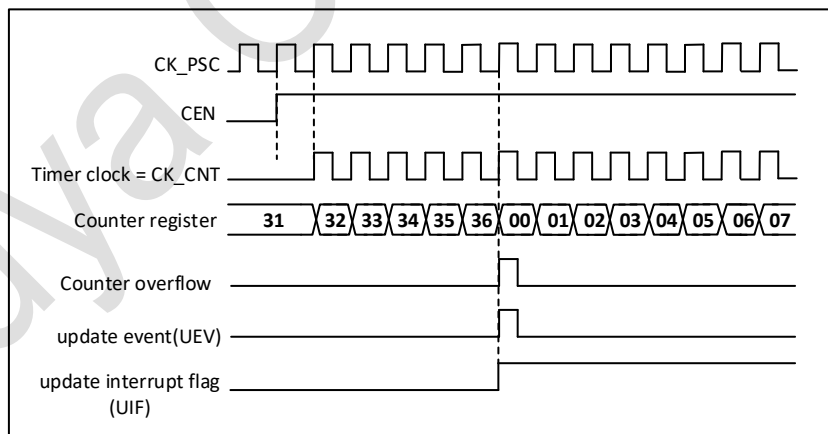 CK_PSC
CEN
Timer clock = CK_CNT
Counter register 31 32 33 34 35 36 00 01 02 03 04 05 06 07
Counter overflow
update event(UEV)
update interrupt flag
(UIF)